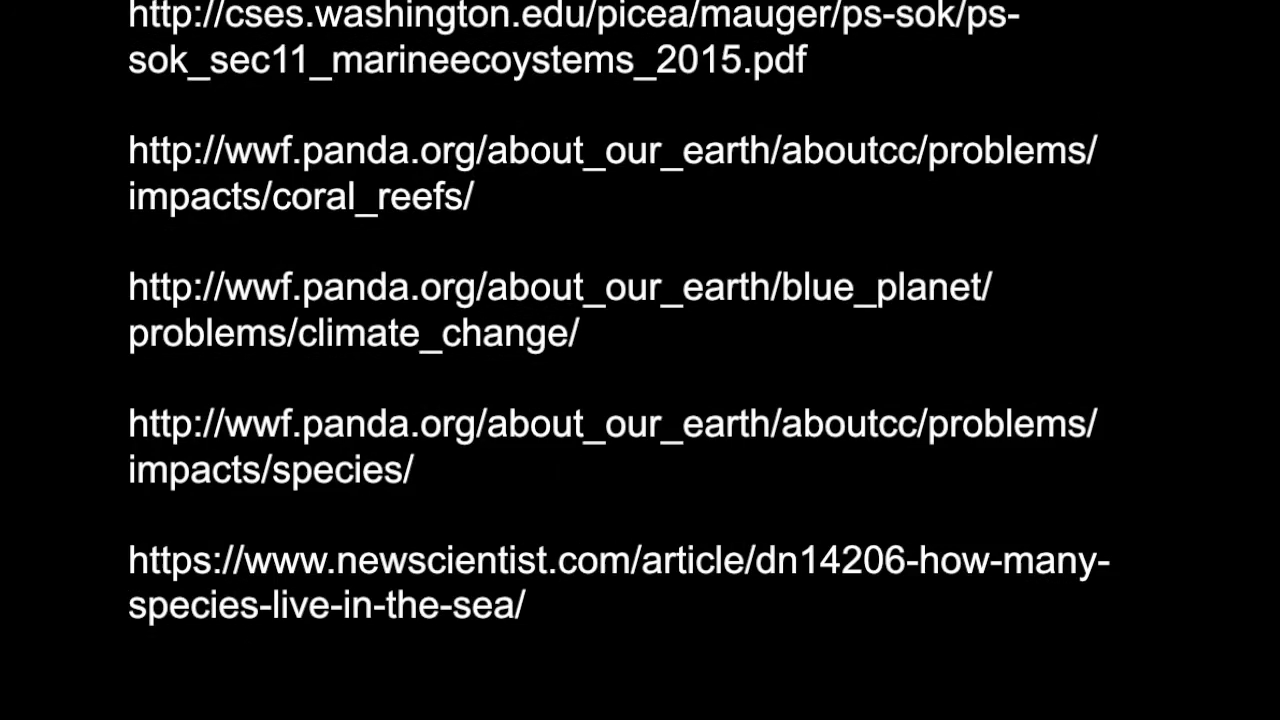 http://cses.washington.edu/picea/mauger/ps-sok/ps-
sok_sec11_marineecoystems_2015.pdf
http://wwf.panda.org/about_our_earth/aboutcc/problems/
impacts/coral_reefs/
http://wwf.panda.org/about_our_earth/blue_planet/
problems/climate_change/
http://wwf.panda.org/about_our_earth/aboutcc/problems/
impacts/species/
https://www.newscientist.com/article/dn14206-how-many-
species-live-in-the-sea/